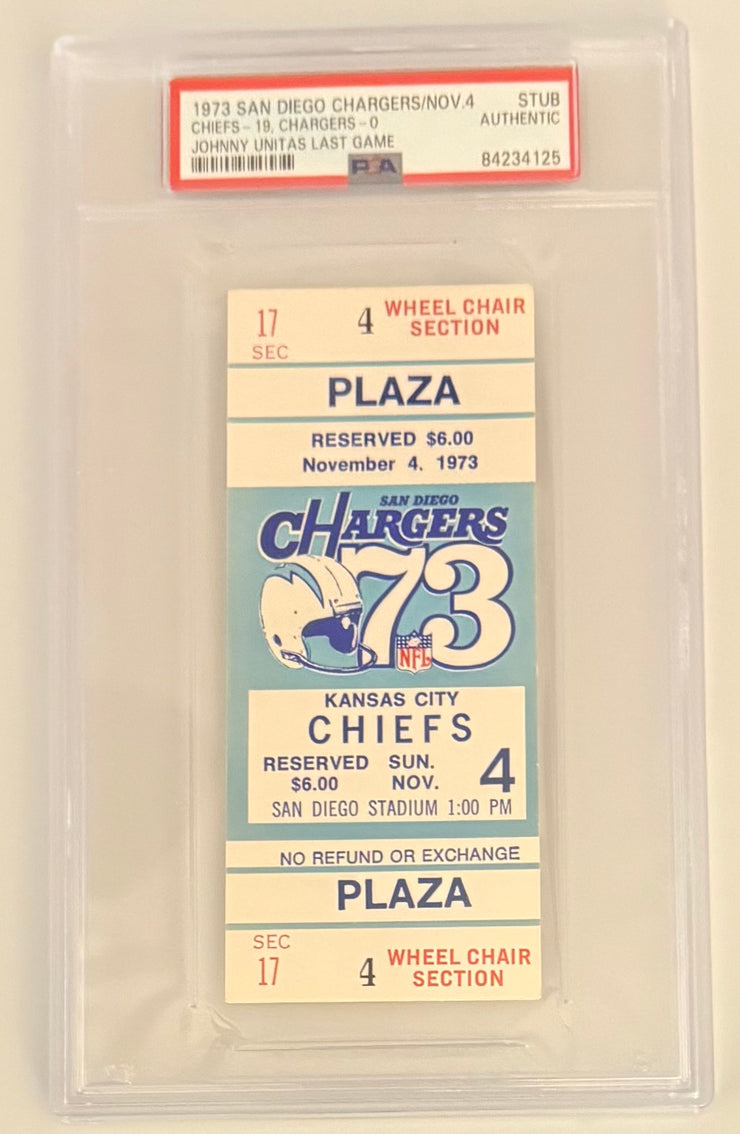 1973 SAN DIEGO CHARGERS/NOV.4 STUB
CHIEFS - 19, CHARGERS - 0 AUTHENTIC
JOHNNY UNITAS LAST GAME
PSA 84234125
17 4 WHEEL CHAIR
SEC SECTION
PLAZA
RESERVED $6.00
November 4, 1973
SAN DIEGO
CHARGERS
73
NFL
KANSAS CITY
CHIEFS
RESERVED SUN. 4
$6.00 NOV.
SAN DIEGO STADIUM 1:00 PM
NO REFUND OR EXCHANGE
PLAZA
SEC WHEEL CHAIR
17 4 SECTION